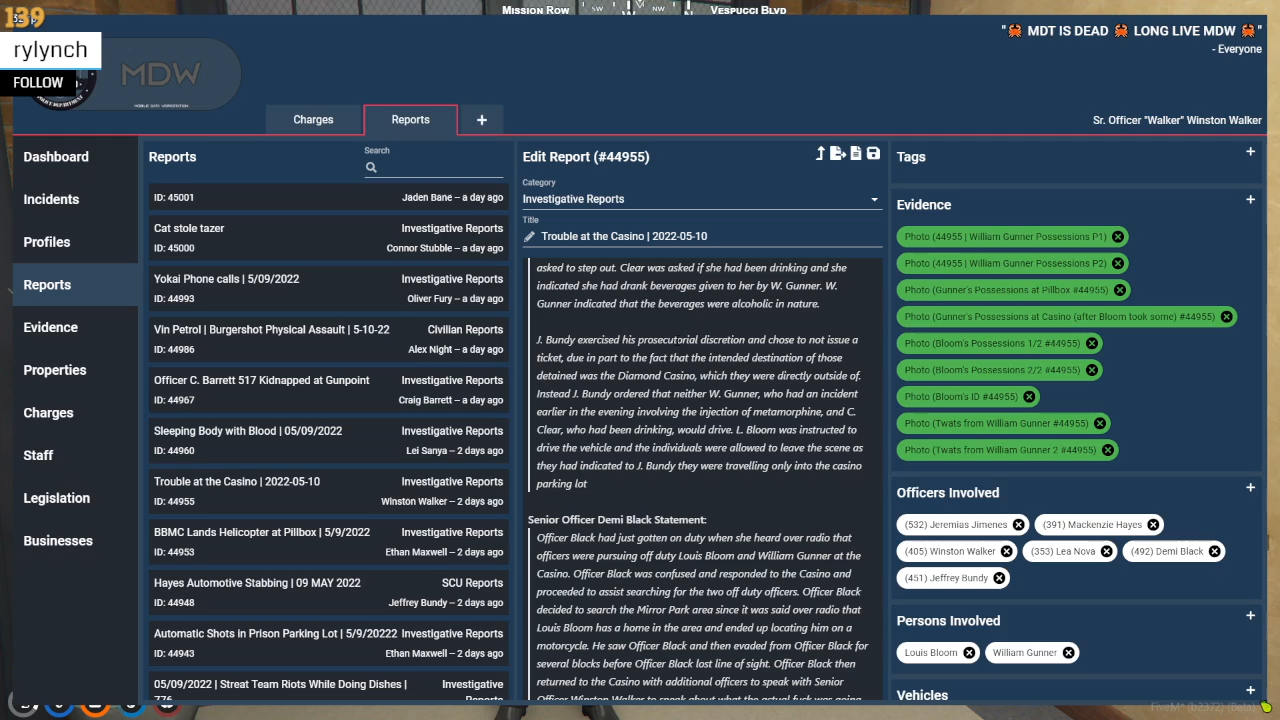 139
Mission Row
SW
W
N
Vespucci Blvd
rylynch
FOLLOW
MDW
MOBILE DATA WORKSTATION
" 🦀 MDT IS DEAD 🦀 LONG LIVE MDW 🦀 "
- Everyone
Charges
Reports
+
Sr. Officer "Walker" Winston Walker
Dashboard
Incidents
Profiles
Reports
Evidence
Properties
Charges
Staff
Legislation
Businesses
Reports
Search
ID: 45001 Jaden Bane – a day ago
Cat stole tazer Investigative Reports
ID: 45000 Connor Stubble – a day ago
Yokai Phone calls | 5/09/2022 Investigative Reports
ID: 44993 Oliver Fury – a day ago
Vin Petrol | Burgershot Physical Assault | 5-10-22 Civilian Reports
ID: 44986 Alex Night – a day ago
Officer C. Barrett 517 Kidnapped at Gunpoint Investigative Reports
ID: 44967 Craig Barrett – a day ago
Sleeping Body with Blood | 05/09/2022 Investigative Reports
ID: 44960 Lei Sanya – 2 days ago
Trouble at the Casino | 2022-05-10 Investigative Reports
ID: 44955 Winston Walker – 2 days ago
BBMC Lands Helicopter at Pillbox | 5/9/2022 Investigative Reports
ID: 44953 Ethan Maxwell – 2 days ago
Hayes Automotive Stabbing | 09 MAY 2022 SCU Reports
ID: 44948 Jeffrey Bundy – 2 days ago
Automatic Shots in Prison Parking Lot | 5/9/20222 Investigative Reports
ID: 44943 Ethan Maxwell – 2 days ago
05/09/2022 | Streat Team Riots While Doing Dishes | Investigative
776 Reports
Edit Report (#44955)
Category
Investigative Reports
Title
Trouble at the Casino | 2022-05-10
asked to step out. Clear was asked if she had been drinking and she
indicated she had drank beverages given to her by W. Gunner. W.
Gunner indicated that the beverages were alcoholic in nature.
J. Bundy exercised his prosecutorial discretion and chose to not issue a
ticket, due in part to the fact that the intended destination of those
detained was the Diamond Casino, which they were directly outside of.
Instead J. Bundy ordered that neither W. Gunner, who had an incident
earlier in the evening involving the injection of metamorphine, and C.
Clear, who had been drinking, would drive. L. Bloom was instructed to
drive the vehicle and the individuals were allowed to leave the scene as
they had indicated to J. Bundy they were travelling only into the casino
parking lot
Senior Officer Demi Black Statement:
Officer Black had just gotten on duty when she heard over radio that
officers were pursuing off duty Louis Bloom and William Gunner at the
Casino. Officer Black was confused and responded to the Casino and
proceeded to assist searching for the two off duty officers. Officer Black
decided to search the Mirror Park area since it was said over radio that
Louis Bloom has a home in the area and ended up locating him on a
motorcycle. He saw Officer Black and then evaded from Officer Black for
several blocks before Officer Black lost line of sight. Officer Black then
returned to the Casino with additional officers to speak with Senior
Officer Winston Walker to speak about what the actual fuck was going
Tags
+
Evidence
+
Photo (44955 | William Gunner Possessions P1)
Photo (44955 | William Gunner Possessions P2)
Photo (Gunner's Possessions at Pillbox #44955)
Photo (Gunner's Possessions at Casino (after Bloom took some) #44955)
Photo (Bloom's Possessions 1/2 #44955)
Photo (Bloom's Possessions 2/2 #44955)
Photo (Bloom's ID #44955)
Photo (Twats from William Gunner #44955)
Photo (Twats from William Gunner 2 #44955)
Officers Involved
+
(532) Jeremias Jimenes (391) Mackenzie Hayes
(405) Winston Walker (353) Lea Nova (492) Demi Black
(451) Jeffrey Bundy
Persons Involved
+
Louis Bloom William Gunner
Vehicles
+
FiveM* (b2372) (Beta)